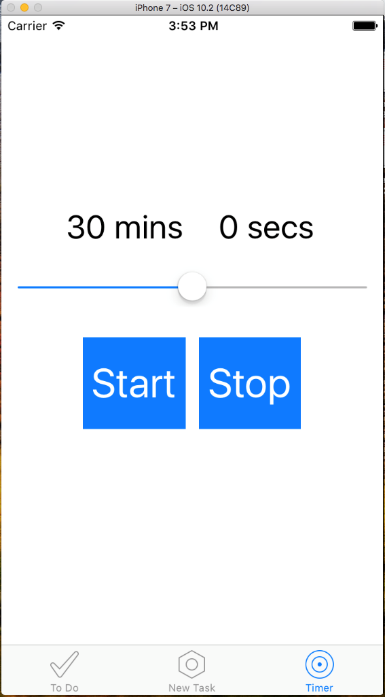 iPhone 7 – iOS 10.2 (14C89)
Carrier 3:53 PM
30 mins 0 secs
Start Stop
To Do New Task Timer